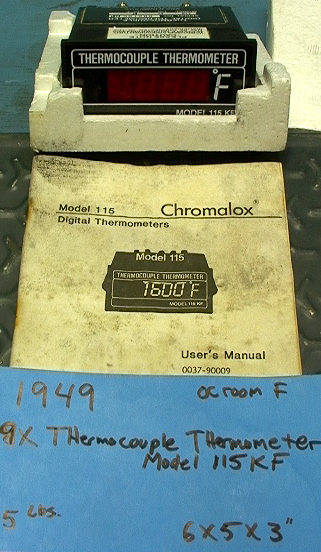 THERMOCOUPLE THERMOMETER
°F
MODEL 115 KF
Model 115
Chromalox®
Digital Thermometers
Model 115
THERMOCOUPLE THERMOMETER
1600°F
MODEL 115 KF
User's Manual
0037-90009
1949
OC room F
9X THermocouple THermometer
Model 115KF
5 Lbs.
6X5X3"